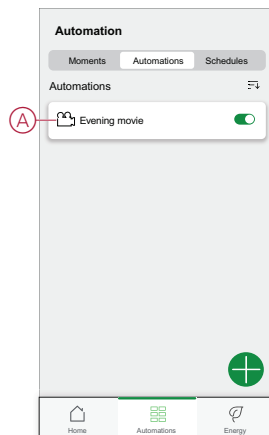 Automation
Moments Automations Schedules
Automations
A Evening movie
Home Automations Energy